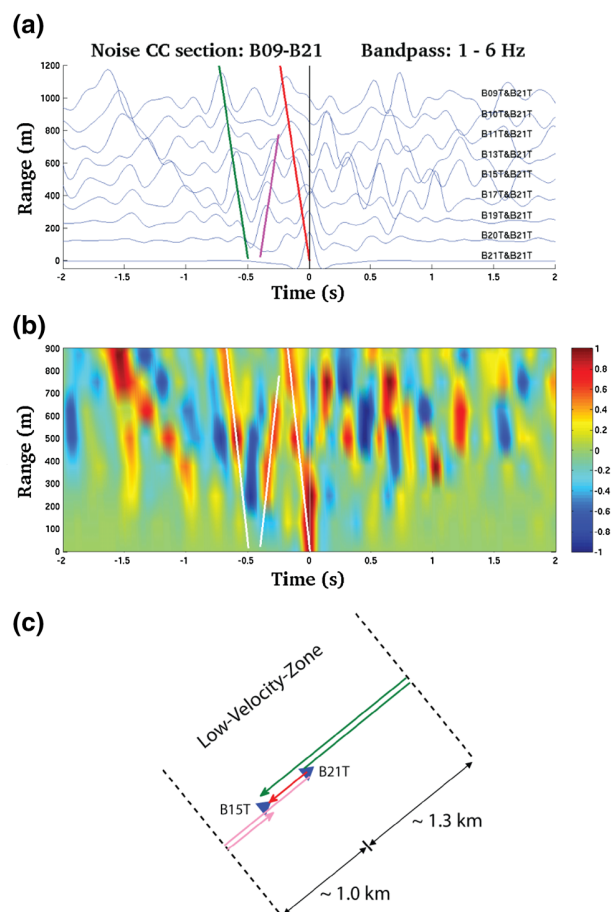 (a)
Noise CC section: B09-B21 Bandpass: 1 - 6 Hz
1200
1000
800
600
400
200
0
Range (m)
B09T&B21T
B10T&B21T
B11T&B21T
B13T&B21T
B15T&B21T
B17T&B21T
B19T&B21T
B20T&B21T
B21T&B21T
-2 -1.5 -1 -0.5 0 0.5 1 1.5 2
Time (s)
(b)
900
800
700
600
500
400
300
200
100
0
Range (m)
1
0.8
0.6
0.4
0.2
0
-0.2
-0.4
-0.6
-0.8
-1
-2 -1.5 -1 -0.5 0 0.5 1 1.5 2
Time (s)
(c)
Low-Velocity-Zone
B21T
B15T
~ 1.3 km
~ 1.0 km